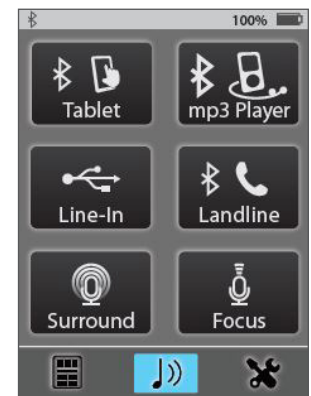 100%
Tablet
mp3 Player
Line-In
Landline
Surround
Focus